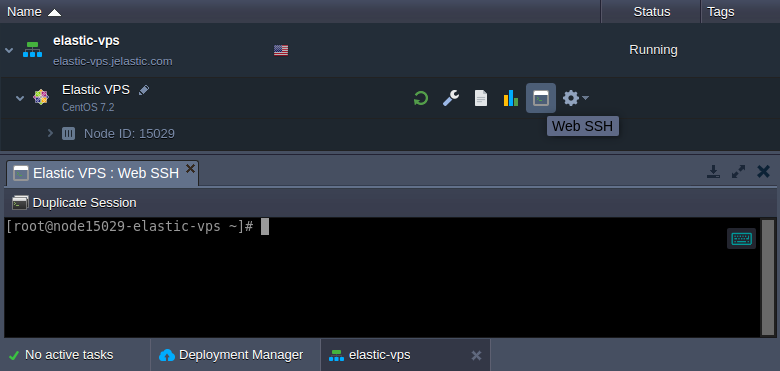 Name Status Tags
elastic-vps
elastic-vps.jelastic.com Running
Elastic VPS
CentOS 7.2
Web SSH
Node ID: 15029
Elastic VPS : Web SSH
Duplicate Session
[root@node15029-elastic-vps ~]#
No active tasks Deployment Manager elastic-vps